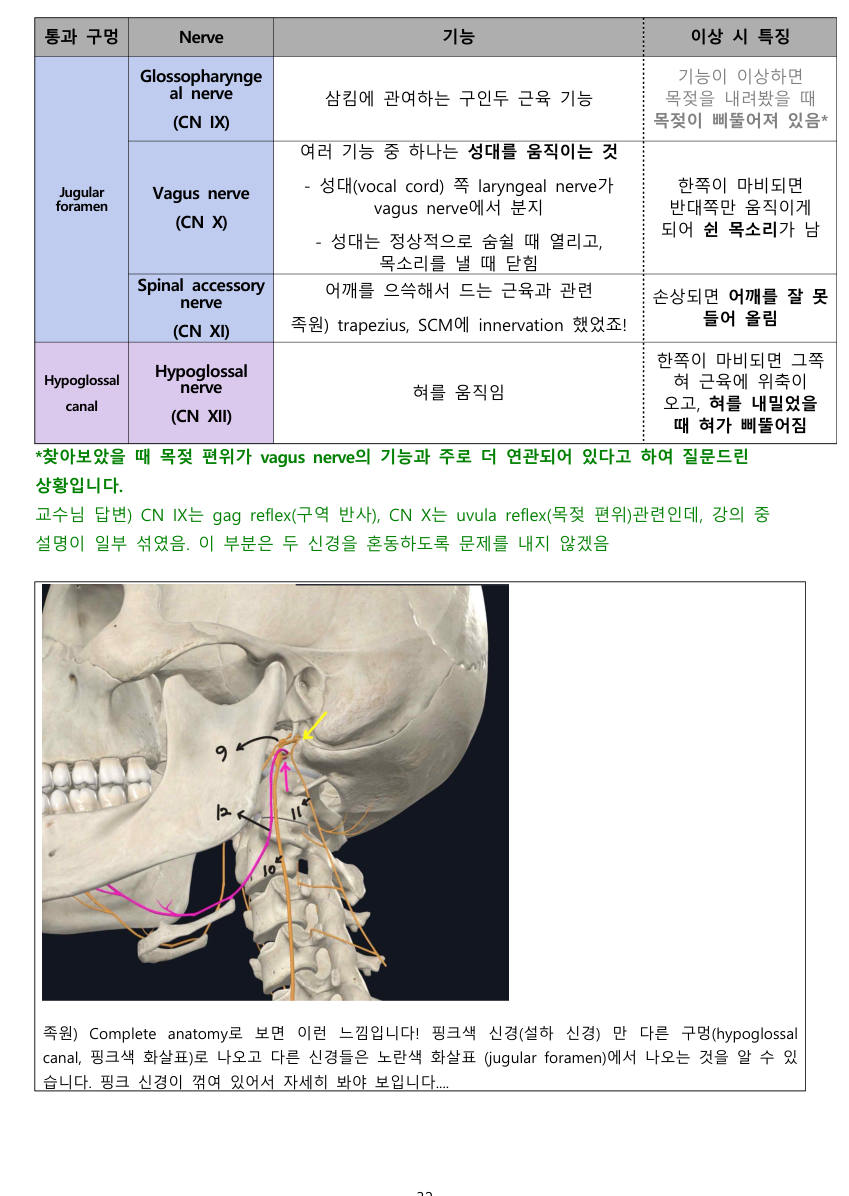 통과 구멍 Nerve 기능 이상 시 특징
Jugular
foramen
Glossopharynge
al nerve
(CN IX)
삼킴에 관여하는 구인두 근육 기능
기능이 이상하면
목젖을 내려봤을 때
목젖이 삐뚤어져 있음*
Vagus nerve
(CN X)
여러 기능 중 하나는 성대를 움직이는 것
- 성대(vocal cord) 쪽 laryngeal nerve가
vagus nerve에서 분지
- 성대는 정상적으로 숨쉴 때 열리고,
목소리를 낼 때 닫힘
한쪽이 마비되면
반대쪽만 움직이게
되어 쉰 목소리가 남
Spinal accessory
nerve
(CN XI)
어깨를 으쓱해서 드는 근육과 관련
족원) trapezius, SCM에 innervation 했었죠!
손상되면 어깨를 잘 못
들어 올림
Hypoglossal
canal
Hypoglossal
nerve
(CN XII)
혀를 움직임
한쪽이 마비되면 그쪽
혀 근육에 위축이
오고, 혀를 내밀었을
때 혀가 삐뚤어짐
*찾아보았을 때 목젖 편위가 vagus nerve의 기능과 주로 더 연관되어 있다고 하여 질문드린
상황입니다.
교수님 답변) CN IX는 gag reflex(구역 반사), CN X는 uvula reflex(목젖 편위)관련인데, 강의 중
설명이 일부 섞였음. 이 부분은 두 신경을 혼동하도록 문제를 내지 않겠음
9
12
11
10
족원) Complete anatomy로 보면 이런 느낌입니다! 핑크색 신경(설하 신경) 만 다른 구멍(hypoglossal
canal, 핑크색 화살표)로 나오고 다른 신경들은 노란색 화살표 (jugular foramen)에서 나오는 것을 알 수 있
습니다. 핑크 신경이 꺾여 있어서 자세히 봐야 보입니다....